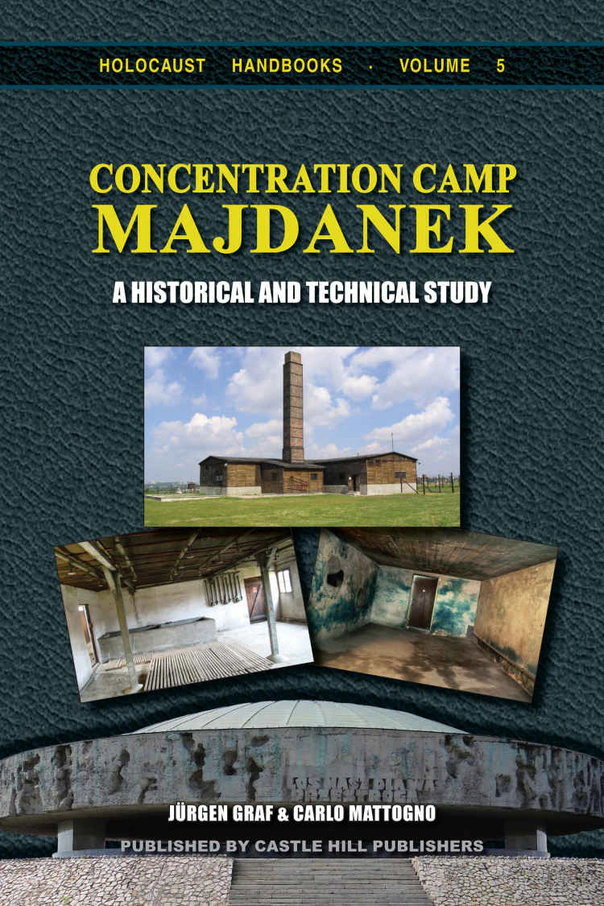 HOLOCAUST HANDBOOKS · VOLUME 5
CONCENTRATION CAMP
MAJDANEK
A HISTORICAL AND TECHNICAL STUDY
JÜRGEN GRAF & CARLO MATTOGNO
PUBLISHED BY CASTLE HILL PUBLISHERS